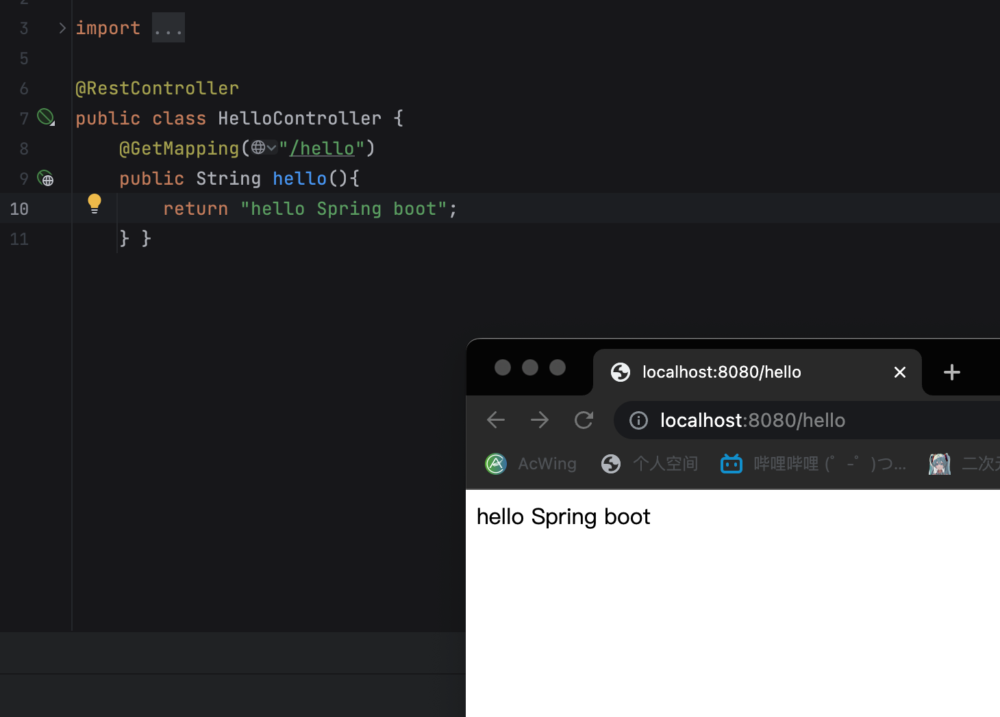 2
3 import ...
5
6 @RestController
7 public class HelloController {
8 @GetMapping("/hello")
9 public String hello(){
10 return "hello Spring boot";
11 } }
localhost:8080/hello
localhost:8080/hello
AcWing 个人空间 哔哩哔哩 (゜-゜)つ... 二次
hello Spring boot